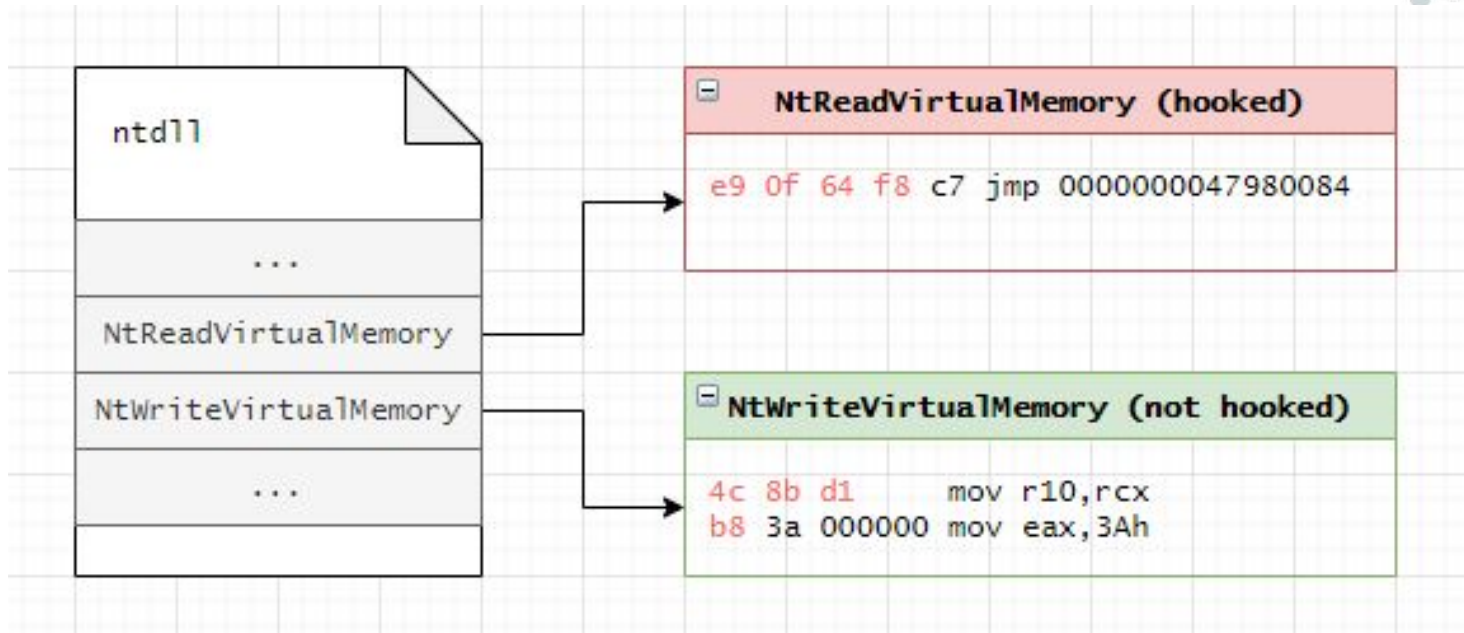 ntdll
...
NtReadVirtualMemory
NtWriteVirtualMemory
...
NtReadVirtualMemory (hooked)
e9 0f 64 f8 c7 jmp 0000000047980084
NtWriteVirtualMemory (not hooked)
4c 8b d1 mov r10,rcx
b8 3a 000000 mov eax,3Ah